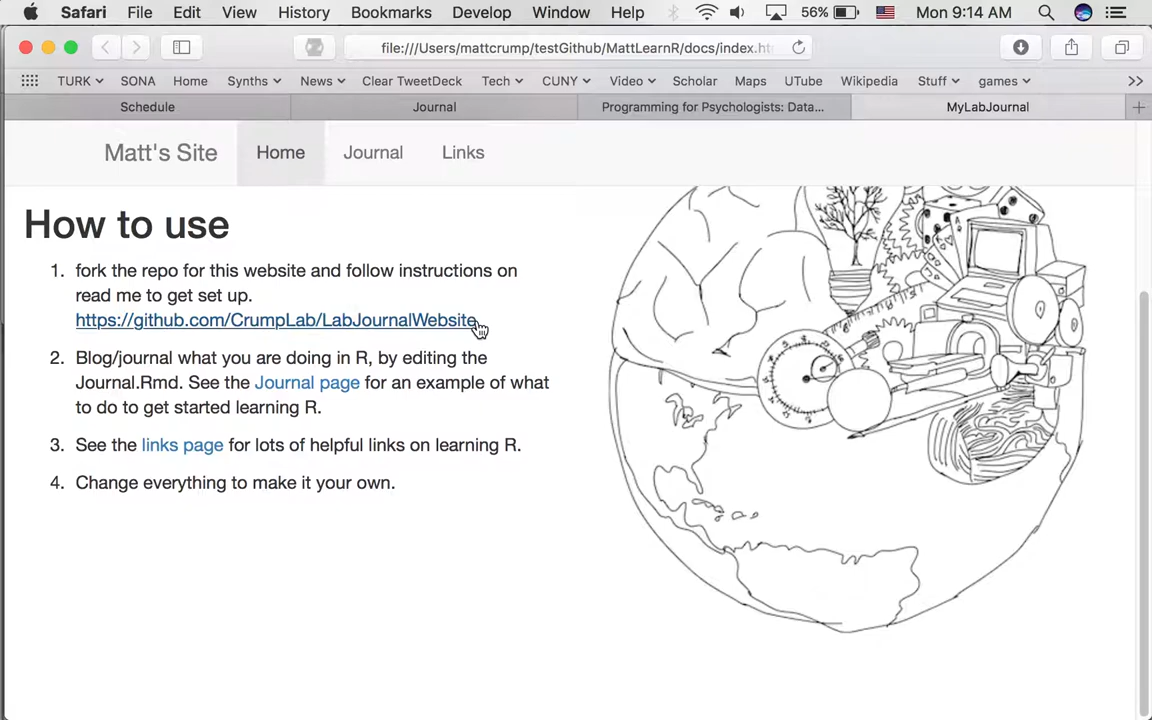 Safari File Edit View History Bookmarks Develop Window Help 56% Mon 9:14 AM
file:///Users/mattcrump/testGithub/MattLearnR/docs/index.ht
TURK SONA Home Synths News Clear TweetDeck Tech CUNY Video Scholar Maps UTube Wikipedia Stuff games >>
Schedule Journal Programming for Psychologists: Data... MyLabJournal +
Matt's Site Home Journal Links
How to use
1. fork the repo for this website and follow instructions on
read me to get set up.
https://github.com/CrumpLab/LabJournalWebsite
2. Blog/journal what you are doing in R, by editing the
Journal.Rmd. See the Journal page for an example of what
to do to get started learning R.
3. See the links page for lots of helpful links on learning R.
4. Change everything to make it your own.